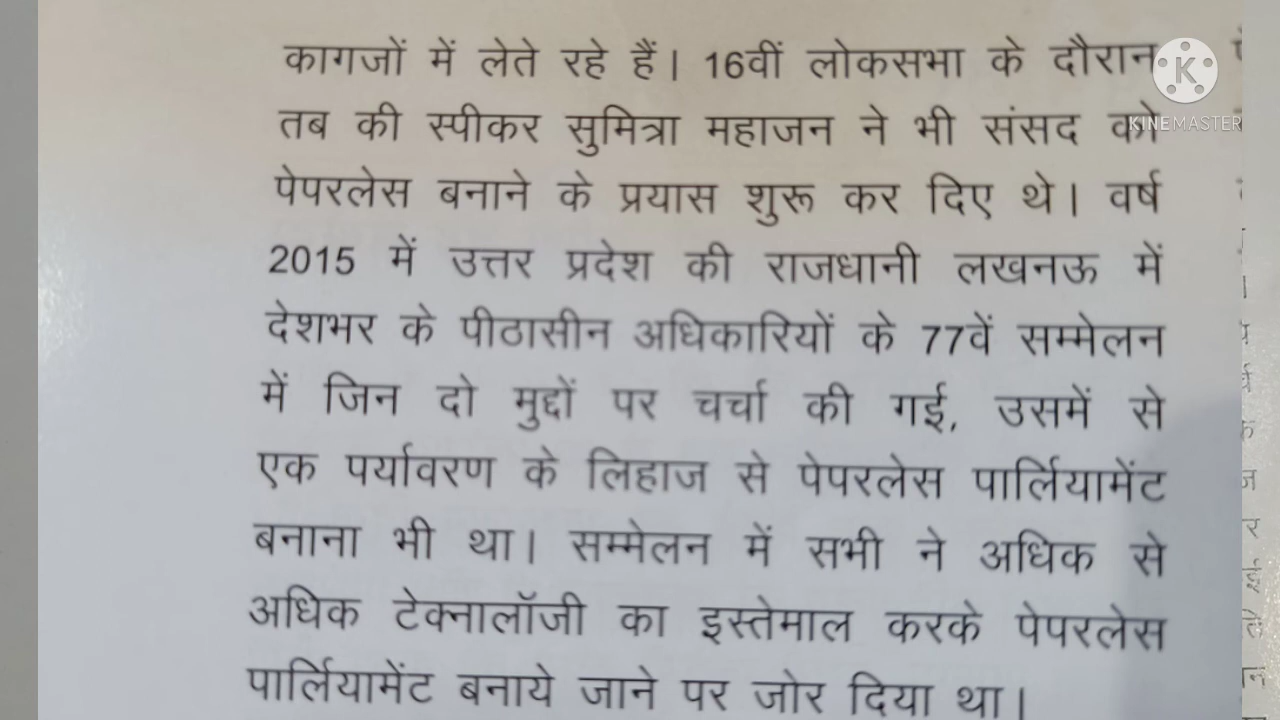 कागजों में लेते रहे हैं। 16वीं लोकसभा के दौरान
तब की स्पीकर सुमित्रा महाजन ने भी संसद को
पेपरलेस बनाने के प्रयास शुरू कर दिए थे। वर्ष
2015 में उत्तर प्रदेश की राजधानी लखनऊ में
देशभर के पीठासीन अधिकारियों के 77वें सम्मेलन
में जिन दो मुद्दों पर चर्चा की गई, उसमें से
एक पर्यावरण के लिहाज से पेपरलेस पार्लियामेंट
बनाना भी था। सम्मेलन में सभी ने अधिक से
अधिक टेक्नालॉजी का इस्तेमाल करके पेपरलेस
पार्लियामेंट बनाये जाने पर जोर दिया था।
K
KINEMASTER